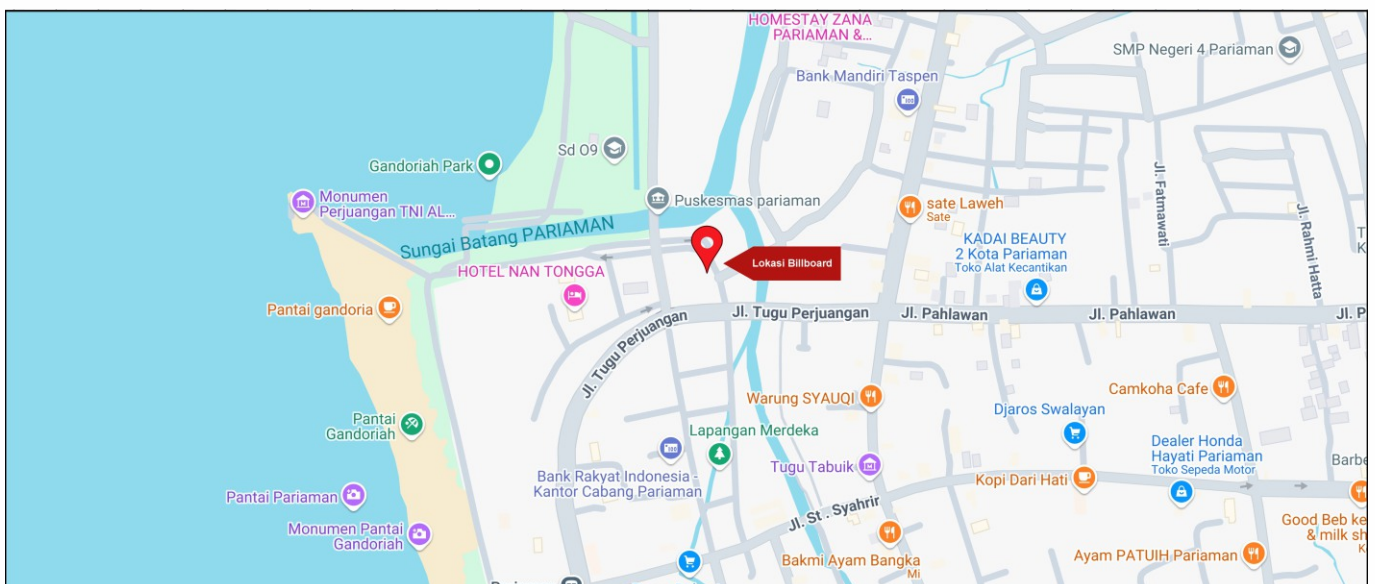 HOMESTAY ZANA
PARIAMAN &...
SMP Negeri 4 Pariaman
Bank Mandiri Taspen
Sd 09
Gandoriah Park
Monumen
Perjuangan TNI AL...
Puskesmas pariaman
sate Laweh
Sate
Jl. Fatmawati
Jl. Rahmi Hatta
Sungai Batang PARIAMAN
KADAI BEAUTY
2 Kota Pariaman
Toko Alat Kecantikan
Lokasi Billboard
HOTEL NAN TONGGA
Pantai gandoria
Jl. Tugu Perjuangan
Jl. Tugu Perjuangan
Jl. Pahlawan
Jl. Pahlawan
Jl. P
Warung SYAUQI
Camkoha Cafe
Djaros Swalayan
Pantai
Gandoriah
Lapangan Merdeka
Dealer Honda
Hayati Pariaman
Toko Sepeda Motor
Tugu Tabuik
Barbe
Bank Rakyat Indonesia -
Kantor Cabang Pariaman
Kopi Dari Hati
Pantai Pariaman
Jl. St . Syahrir
Monumen Pantai
Gandoriah
Good Beb ke
& milk sh
Bakmi Ayam Bangka
Mi
Ayam PATUIH Pariaman